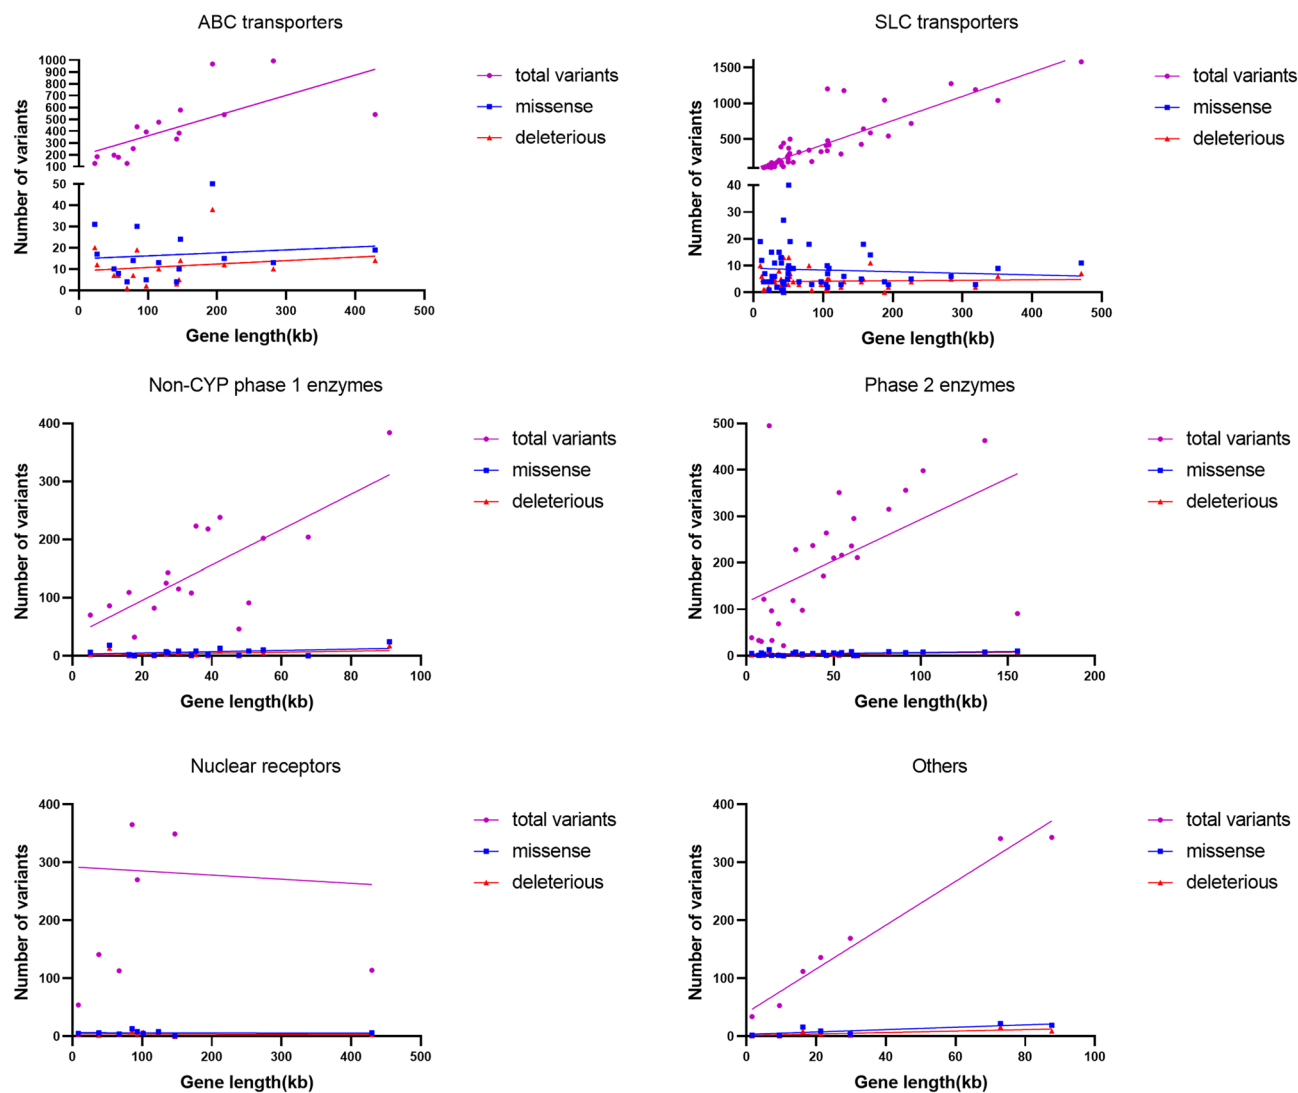 ABC transporters
Number of variants
1000
900
800
700
600
500
400
300
200
100
50
40
30
20
10
0
0 100 200 300 400 500
Gene length(kb)
total variants
missense
deleterious
SLC transporters
Number of variants
1500
1000
500
40
30
20
10
0
0 100 200 300 400 500
Gene length(kb)
total variants
missense
deleterious
Non-CYP phase 1 enzymes
Number of variants
400
300
200
100
0
0 20 40 60 80 100
Gene length(kb)
total variants
missense
deleterious
Phase 2 enzymes
Number of variants
500
400
300
200
100
0
0 50 100 150 200
Gene length(kb)
total variants
missense
deleterious
Nuclear receptors
Number of variants
400
300
200
100
0
0 100 200 300 400 500
Gene length(kb)
total variants
missense
deleterious
Others
Number of variants
400
300
200
100
0
0 20 40 60 80 100
Gene length(kb)
total variants
missense
deleterious